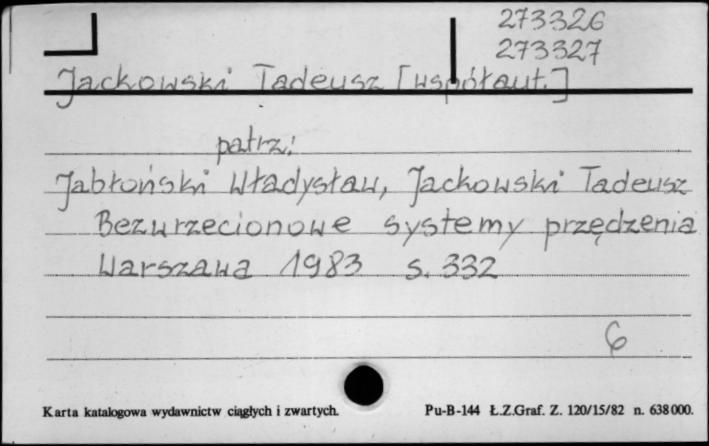 273326
273327
Jackowski Tadeusz [współaut.]
patrz:
Jabłoński Władysław, Jackowski Tadeusz
Bezwrzecionowe systemy przędzenia
Warszawa 1983 s. 332
6
Karta katalogowa wydawnictw ciągłych i zwartych. Pu-B-144 Ł.Z.Graf. Z. 120/15/82 n. 638000.